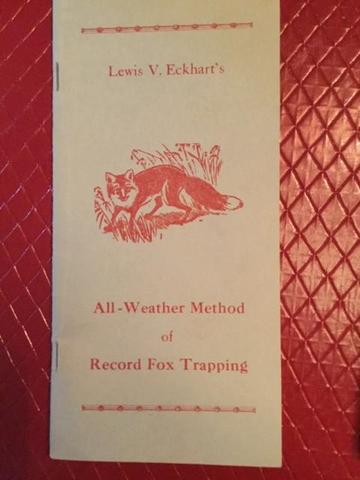 Lewis V. Eckhart's
All-Weather Method
of
Record Fox Trapping